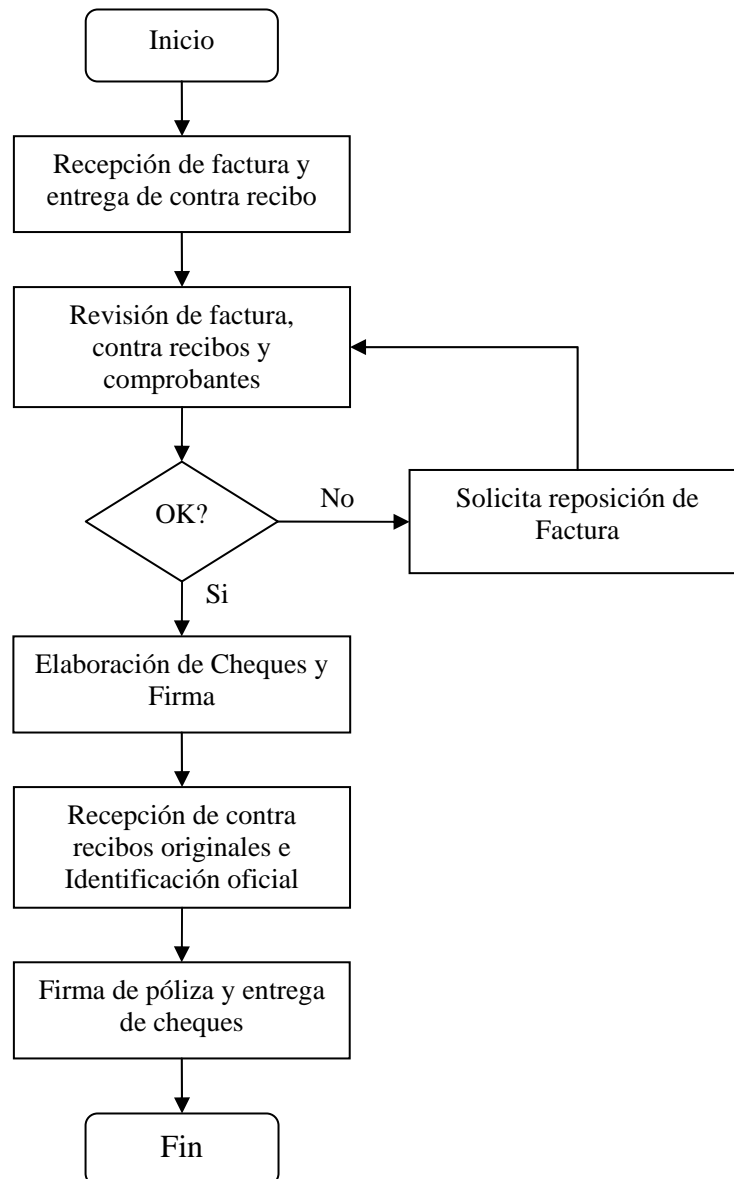 Inicio
Recepción de factura y
entrega de contra recibo
Revisión de factura,
contra recibos y
comprobantes
OK?
No
Solicita reposición de
Factura
Si
Elaboración de Cheques y
Firma
Recepción de contra
recibos originales e
Identificación oficial
Firma de póliza y entrega
de cheques
Fin